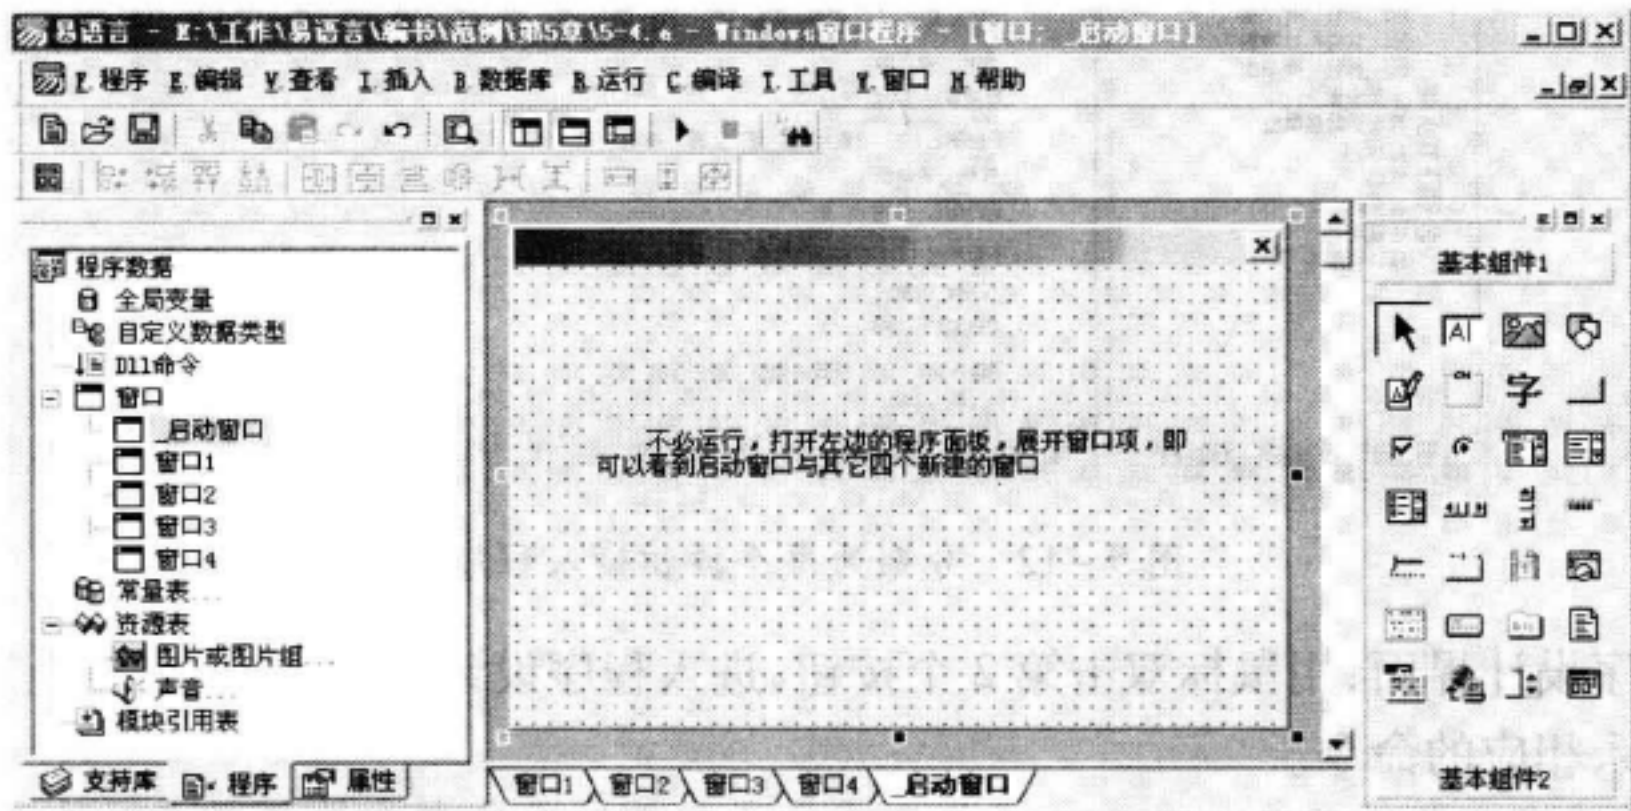 易语言 - E:\工作\易语言\编书\范例\第5章\5-4.e - Windows窗口程序 - [窗口: _启动窗口]
F.程序 E.编辑 V.查看 I.插入 B.数据库 R.运行 C.编译 T.工具 W.窗口 H.帮助
程序数据
全局变量
自定义数据类型
Dll命令
窗口
_启动窗口
窗口1
窗口2
窗口3
窗口4
常量表...
资源表
图片或图片组...
声音...
模块引用表
支持库
程序
属性
不必运行，打开左边的程序面板，展开窗口项，即
可以看到启动窗口与其它四个新建的窗口
窗口1
窗口2
窗口3
窗口4
_启动窗口
基本组件1
字
基本组件2